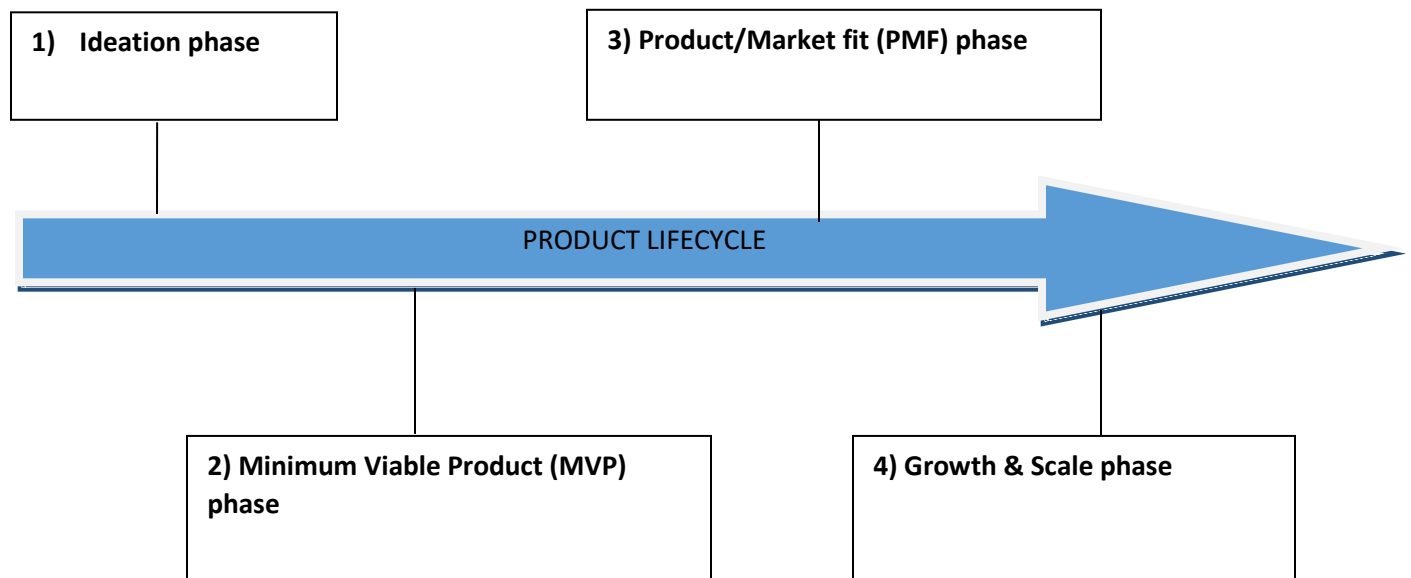 1) Ideation phase
3) Product/Market fit (PMF) phase
PRODUCT LIFECYCLE
2) Minimum Viable Product (MVP)
phase
4) Growth & Scale phase